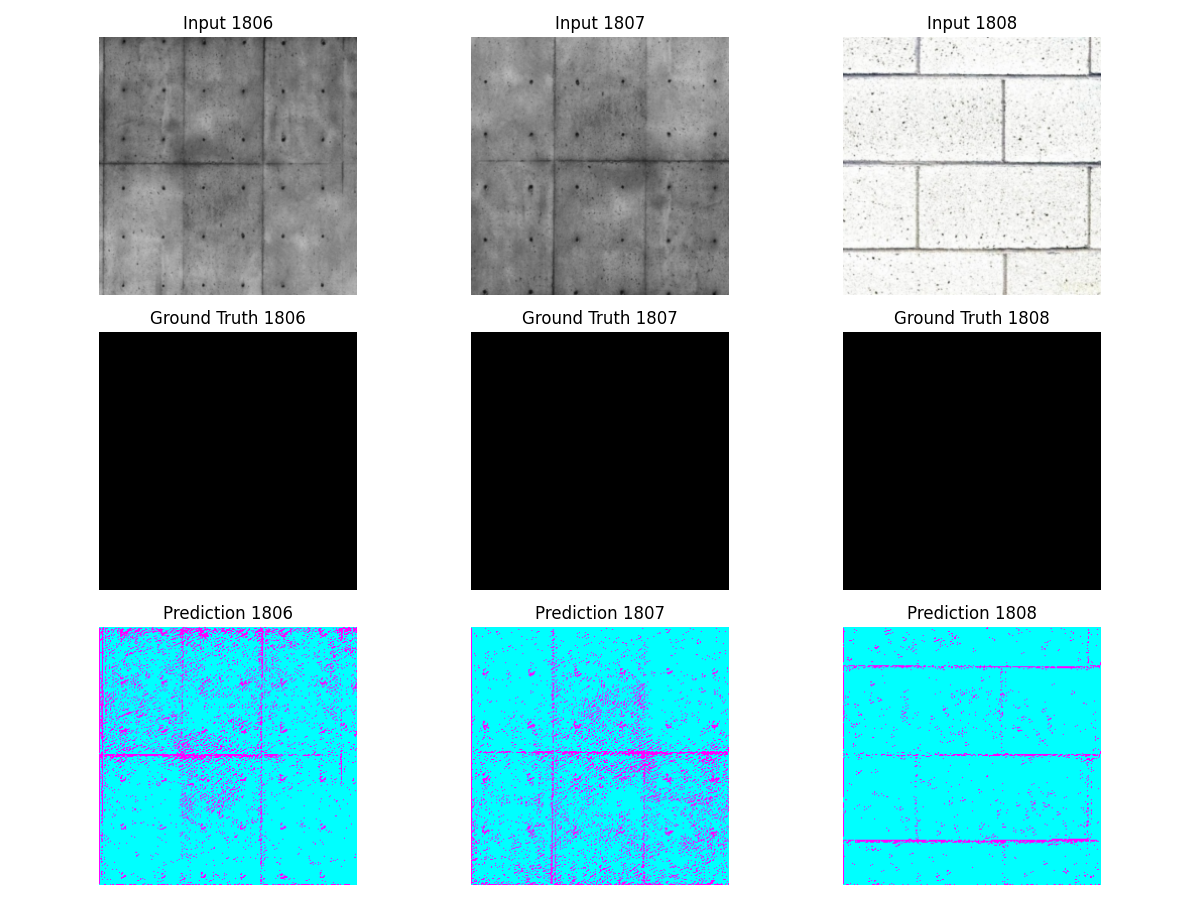 Input 1806
Input 1807
Input 1808
Ground Truth 1806
Ground Truth 1807
Ground Truth 1808
Prediction 1806
Prediction 1807
Prediction 1808